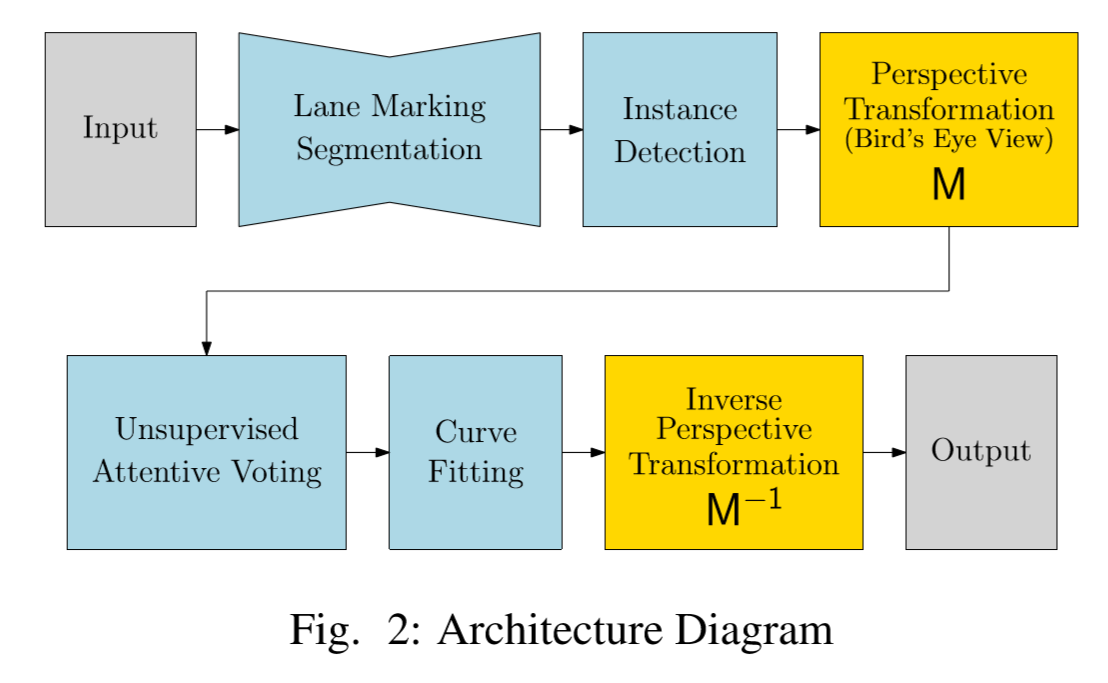 Input
Lane Marking
Segmentation
Instance
Detection
Perspective
Transformation
(Bird's Eye View)
M
Unsupervised
Attentive Voting
Curve
Fitting
Inverse
Perspective
Transformation
M⁻¹
Output
Fig. 2: Architecture Diagram